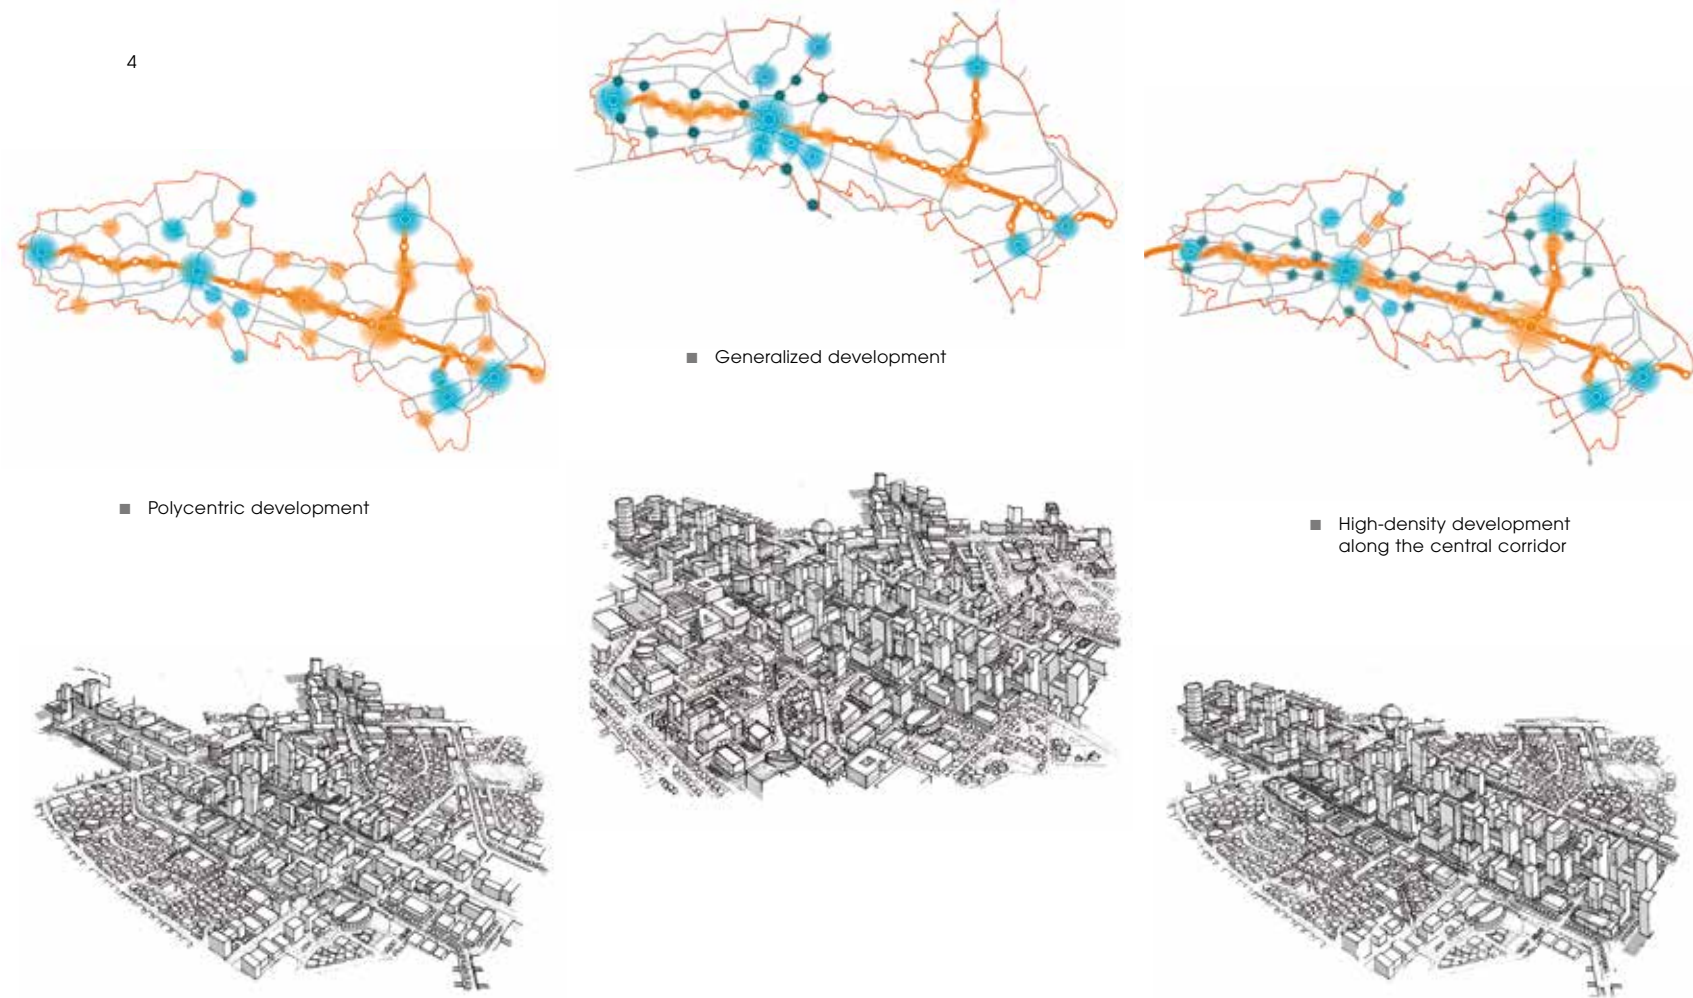 4
■ Generalized development
■ Polycentric development
■ High-density development
along the central corridor